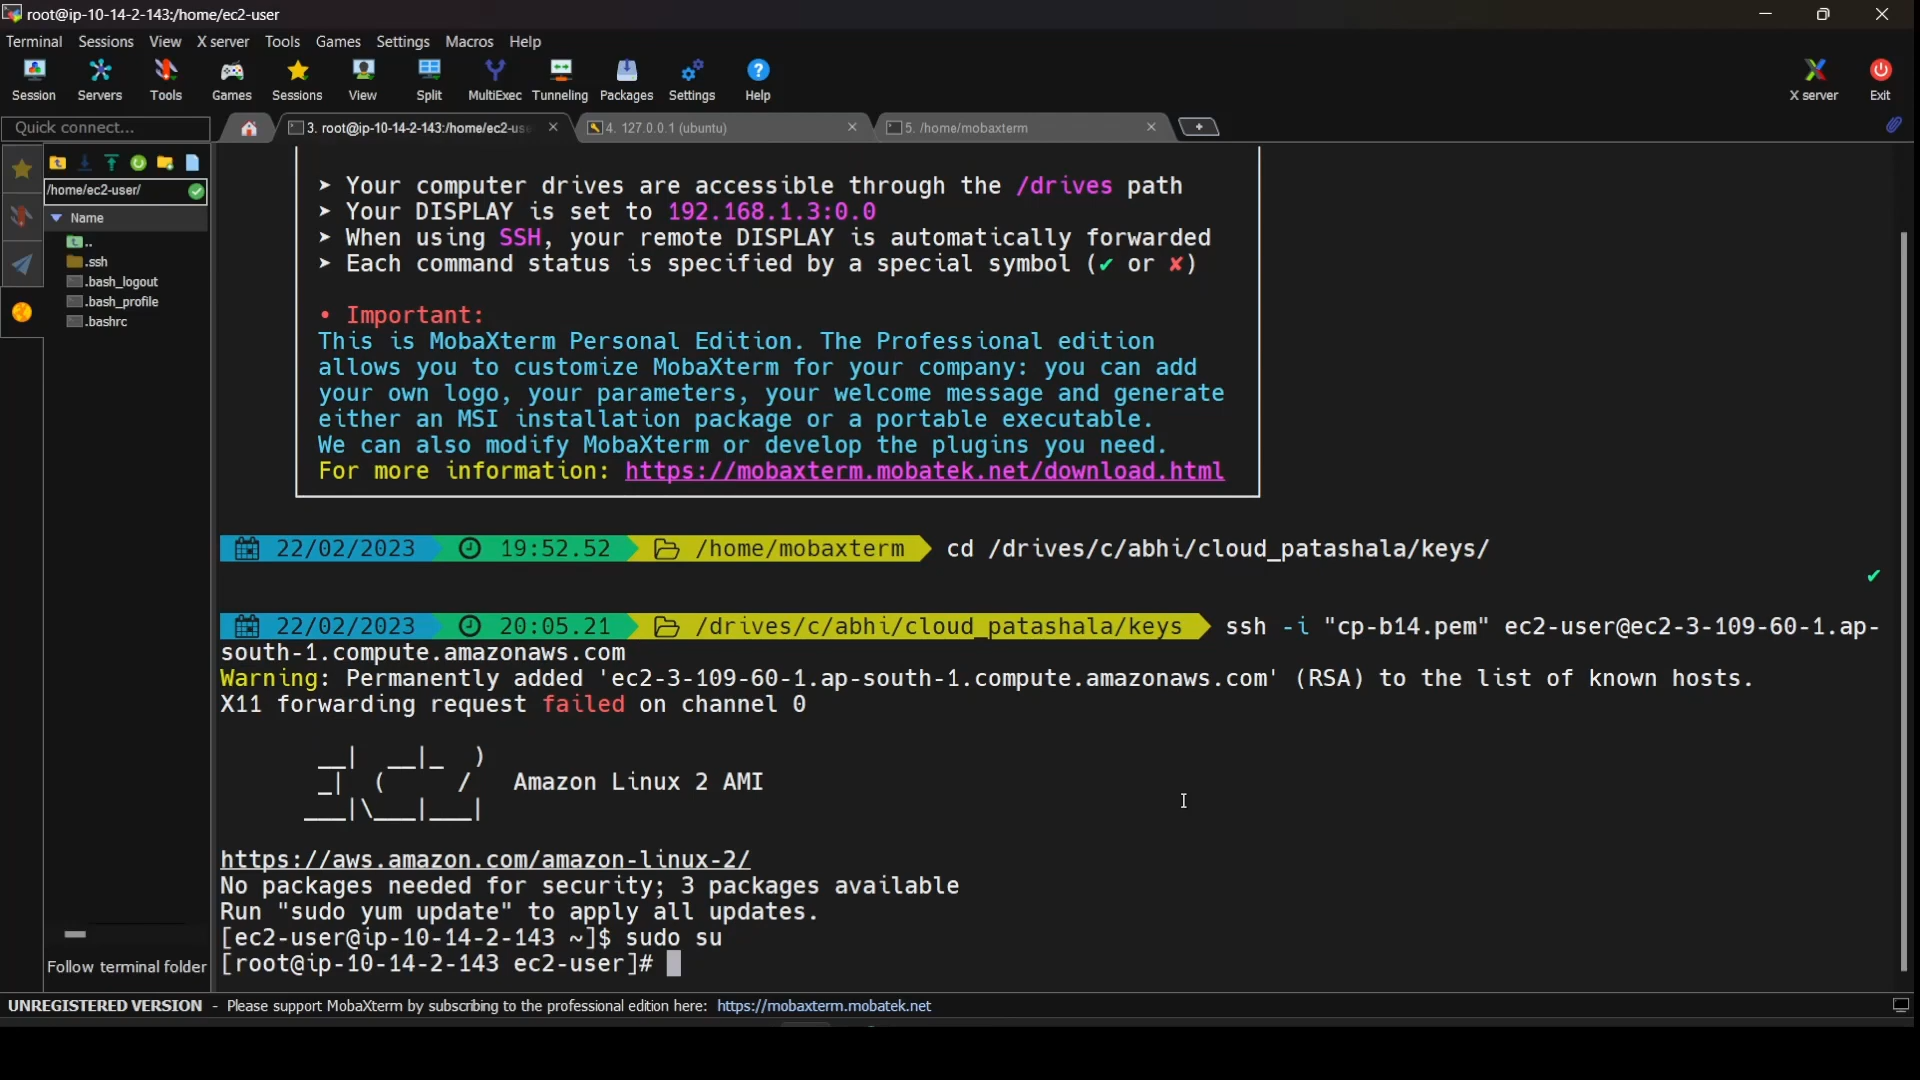 root@ip-10-14-2-143:/home/ec2-user
Terminal Sessions View X server Tools Games Settings Macros Help
Session Servers Tools Games Sessions View Split MultiExec Tunneling Packages Settings Help X server Exit
Quick connect...
3. root@ip-10-14-2-143:/home/ec2-us
4. 127.0.0.1 (ubuntu)
5. /home/mobaxterm
/home/ec2-user/
Name
..
.ssh
.bash_logout
.bash_profile
.bashrc
Follow terminal folder
➤ Your computer drives are accessible through the /drives path
➤ Your DISPLAY is set to 192.168.1.3:0.0
➤ When using SSH, your remote DISPLAY is automatically forwarded
➤ Each command status is specified by a special symbol (✔ or ✘)
• Important:
This is MobaXterm Personal Edition. The Professional edition
allows you to customize MobaXterm for your company: you can add
your own logo, your parameters, your welcome message and generate
either an MSI installation package or a portable executable.
We can also modify MobaXterm or develop the plugins you need.
For more information: https://mobaxterm.mobatek.net/download.html
22/02/2023 19:52.52 /home/mobaxterm cd /drives/c/abhi/cloud_patashala/keys/
✔
22/02/2023 20:05.21 /drives/c/abhi/cloud_patashala/keys ssh -i "cp-b14.pem" ec2-user@ec2-3-109-60-1.ap-
south-1.compute.amazonaws.com
Warning: Permanently added 'ec2-3-109-60-1.ap-south-1.compute.amazonaws.com' (RSA) to the list of known hosts.
X11 forwarding request failed on channel 0
__|  __|_  )
_|  (     /   Amazon Linux 2 AMI
___|\___|___|
https://aws.amazon.com/amazon-linux-2/
No packages needed for security; 3 packages available
Run "sudo yum update" to apply all updates.
[ec2-user@ip-10-14-2-143 ~]$ sudo su
[root@ip-10-14-2-143 ec2-user]#
UNREGISTERED VERSION - Please support MobaXterm by subscribing to the professional edition here: https://mobaxterm.mobatek.net